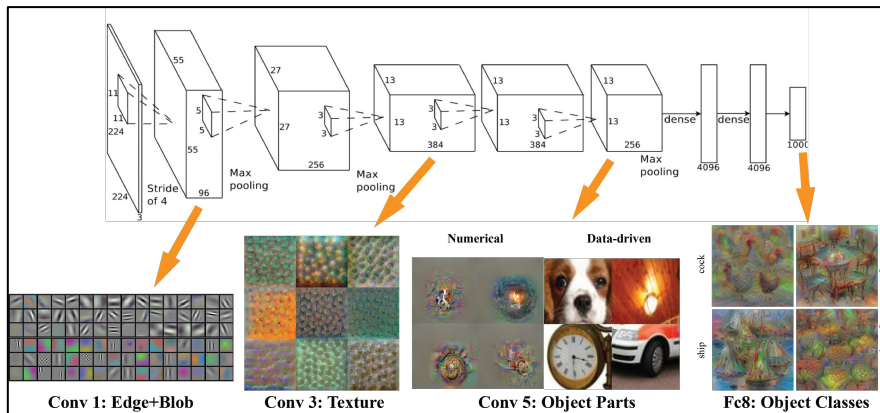 55
27
13
13
13
11
5
5
3
3
3
3
3
3
11
224
55
27
13
13
13
dense
dense
384
384
256
256
1000
Max
pooling
4096
4096
Stride
of 4
96
Max
pooling
Max
pooling
224
3
Numerical
Data-driven
cock
ship
Conv 1: Edge+Blob
Conv 3: Texture
Conv 5: Object Parts
Fc8: Object Classes